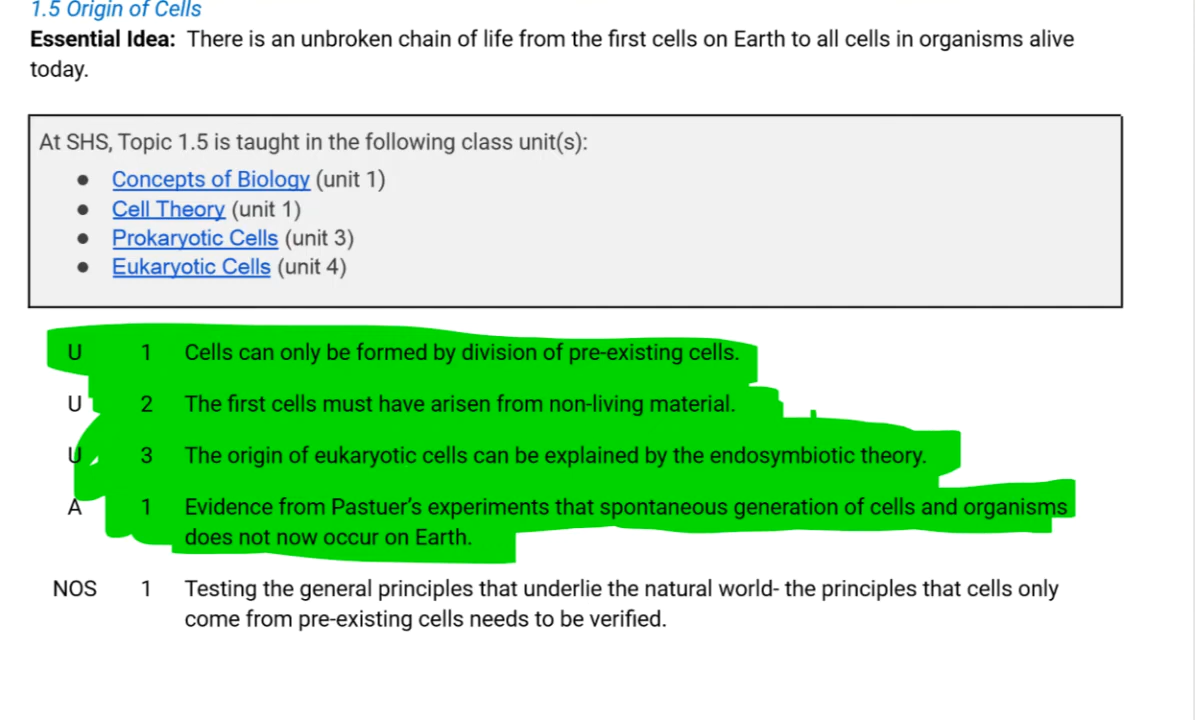 1.5 Origin of Cells
Essential Idea: There is an unbroken chain of life from the first cells on Earth to all cells in organisms alive
today.
At SHS, Topic 1.5 is taught in the following class unit(s):
● Concepts of Biology (unit 1)
● Cell Theory (unit 1)
● Prokaryotic Cells (unit 3)
● Eukaryotic Cells (unit 4)
U 1 Cells can only be formed by division of pre-existing cells.
U 2 The first cells must have arisen from non-living material.
U 3 The origin of eukaryotic cells can be explained by the endosymbiotic theory.
A 1 Evidence from Pastuer's experiments that spontaneous generation of cells and organisms
does not now occur on Earth.
NOS 1 Testing the general principles that underlie the natural world- the principles that cells only
come from pre-existing cells needs to be verified.